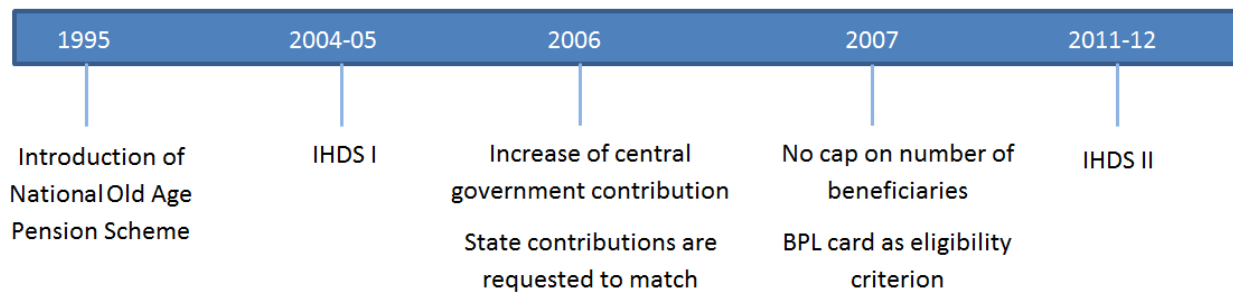 1995
2004-05
2006
2007
2011-12
Introduction of
National Old Age
Pension Scheme
IHDS I
Increase of central
government contribution
State contributions are
requested to match
No cap on number of
beneficiaries
BPL card as eligibility
criterion
IHDS II